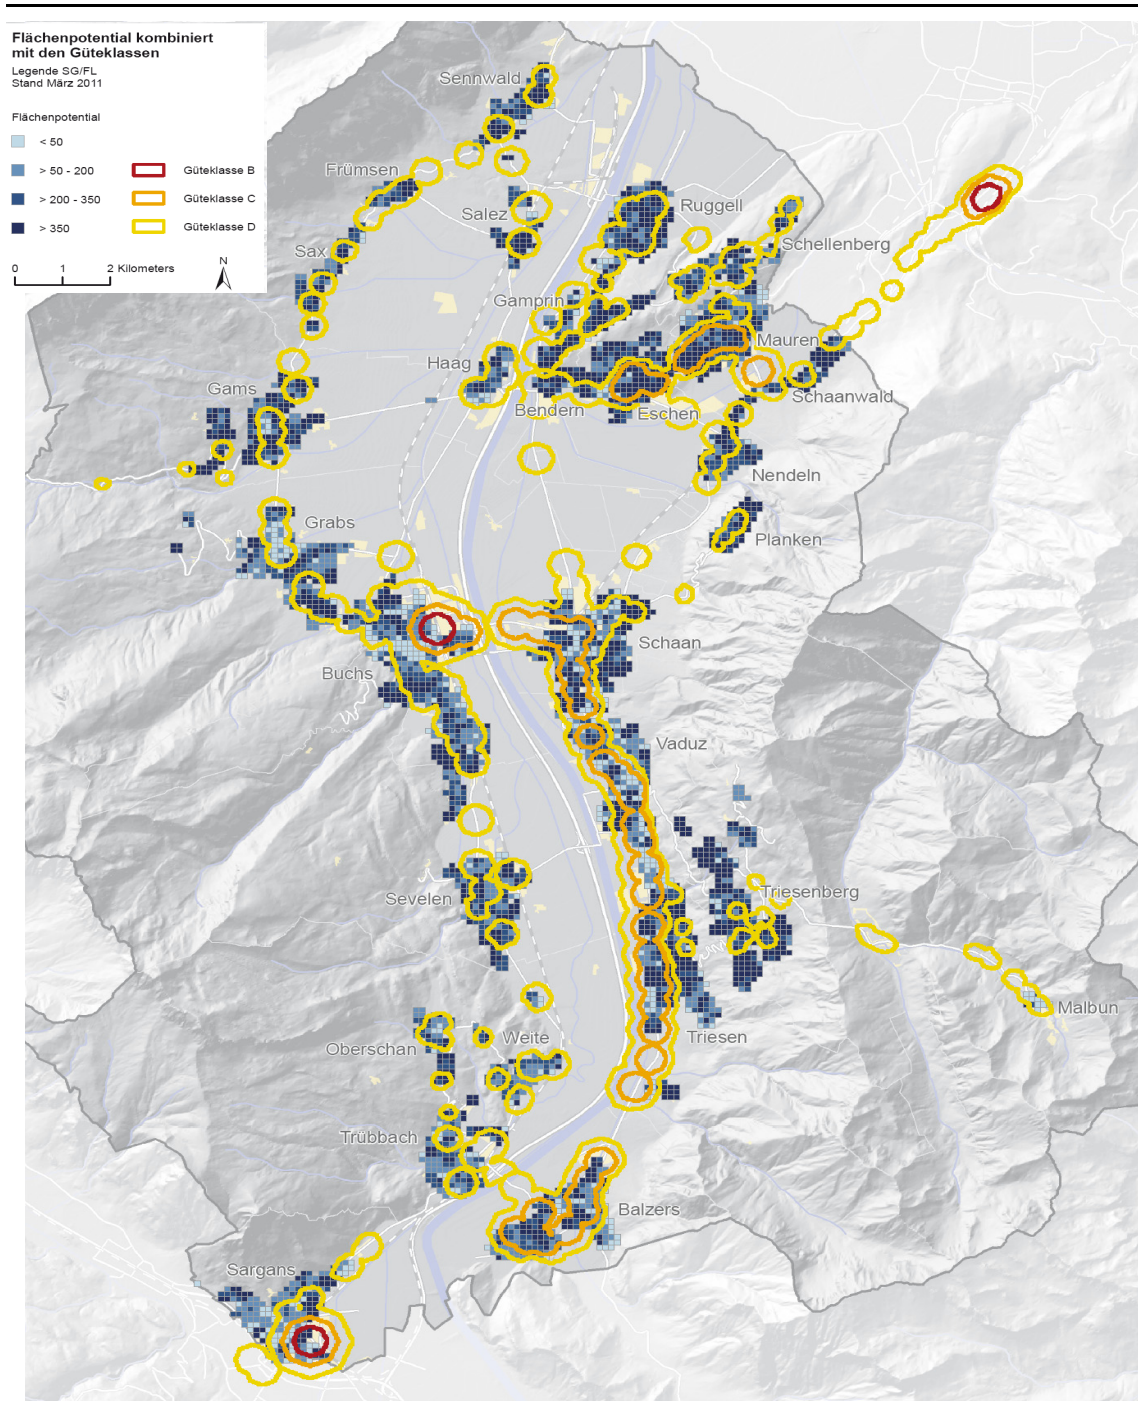 Flächenpotential kombiniert
mit den Güteklassen
Legende SG/FL
Stand März 2011
Flächenpotential
< 50
> 50 - 200
Güteklasse B
> 200 - 350
Güteklasse C
> 350
Güteklasse D
0 1 2 Kilometers
N
Sennwald
Frümsen
Salez
Ruggell
Schellenberg
Sax
Gamprin
Mauren
Haag
Gams
Schaanwald
Bendern
Eschen
Nendeln
Grabs
Planken
Schaan
Buchs
Vaduz
Triesenberg
Sevelen
Malbun
Weite
Triesen
Oberschan
Trübbach
Balzers
Sargans